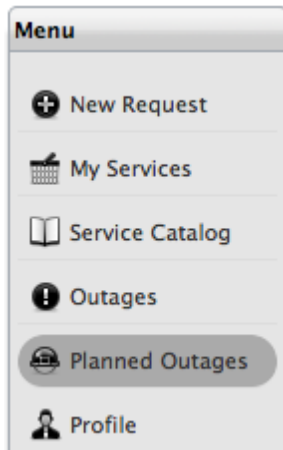 Menu
New Request
My Services
Service Catalog
Outages
Planned Outages
Profile